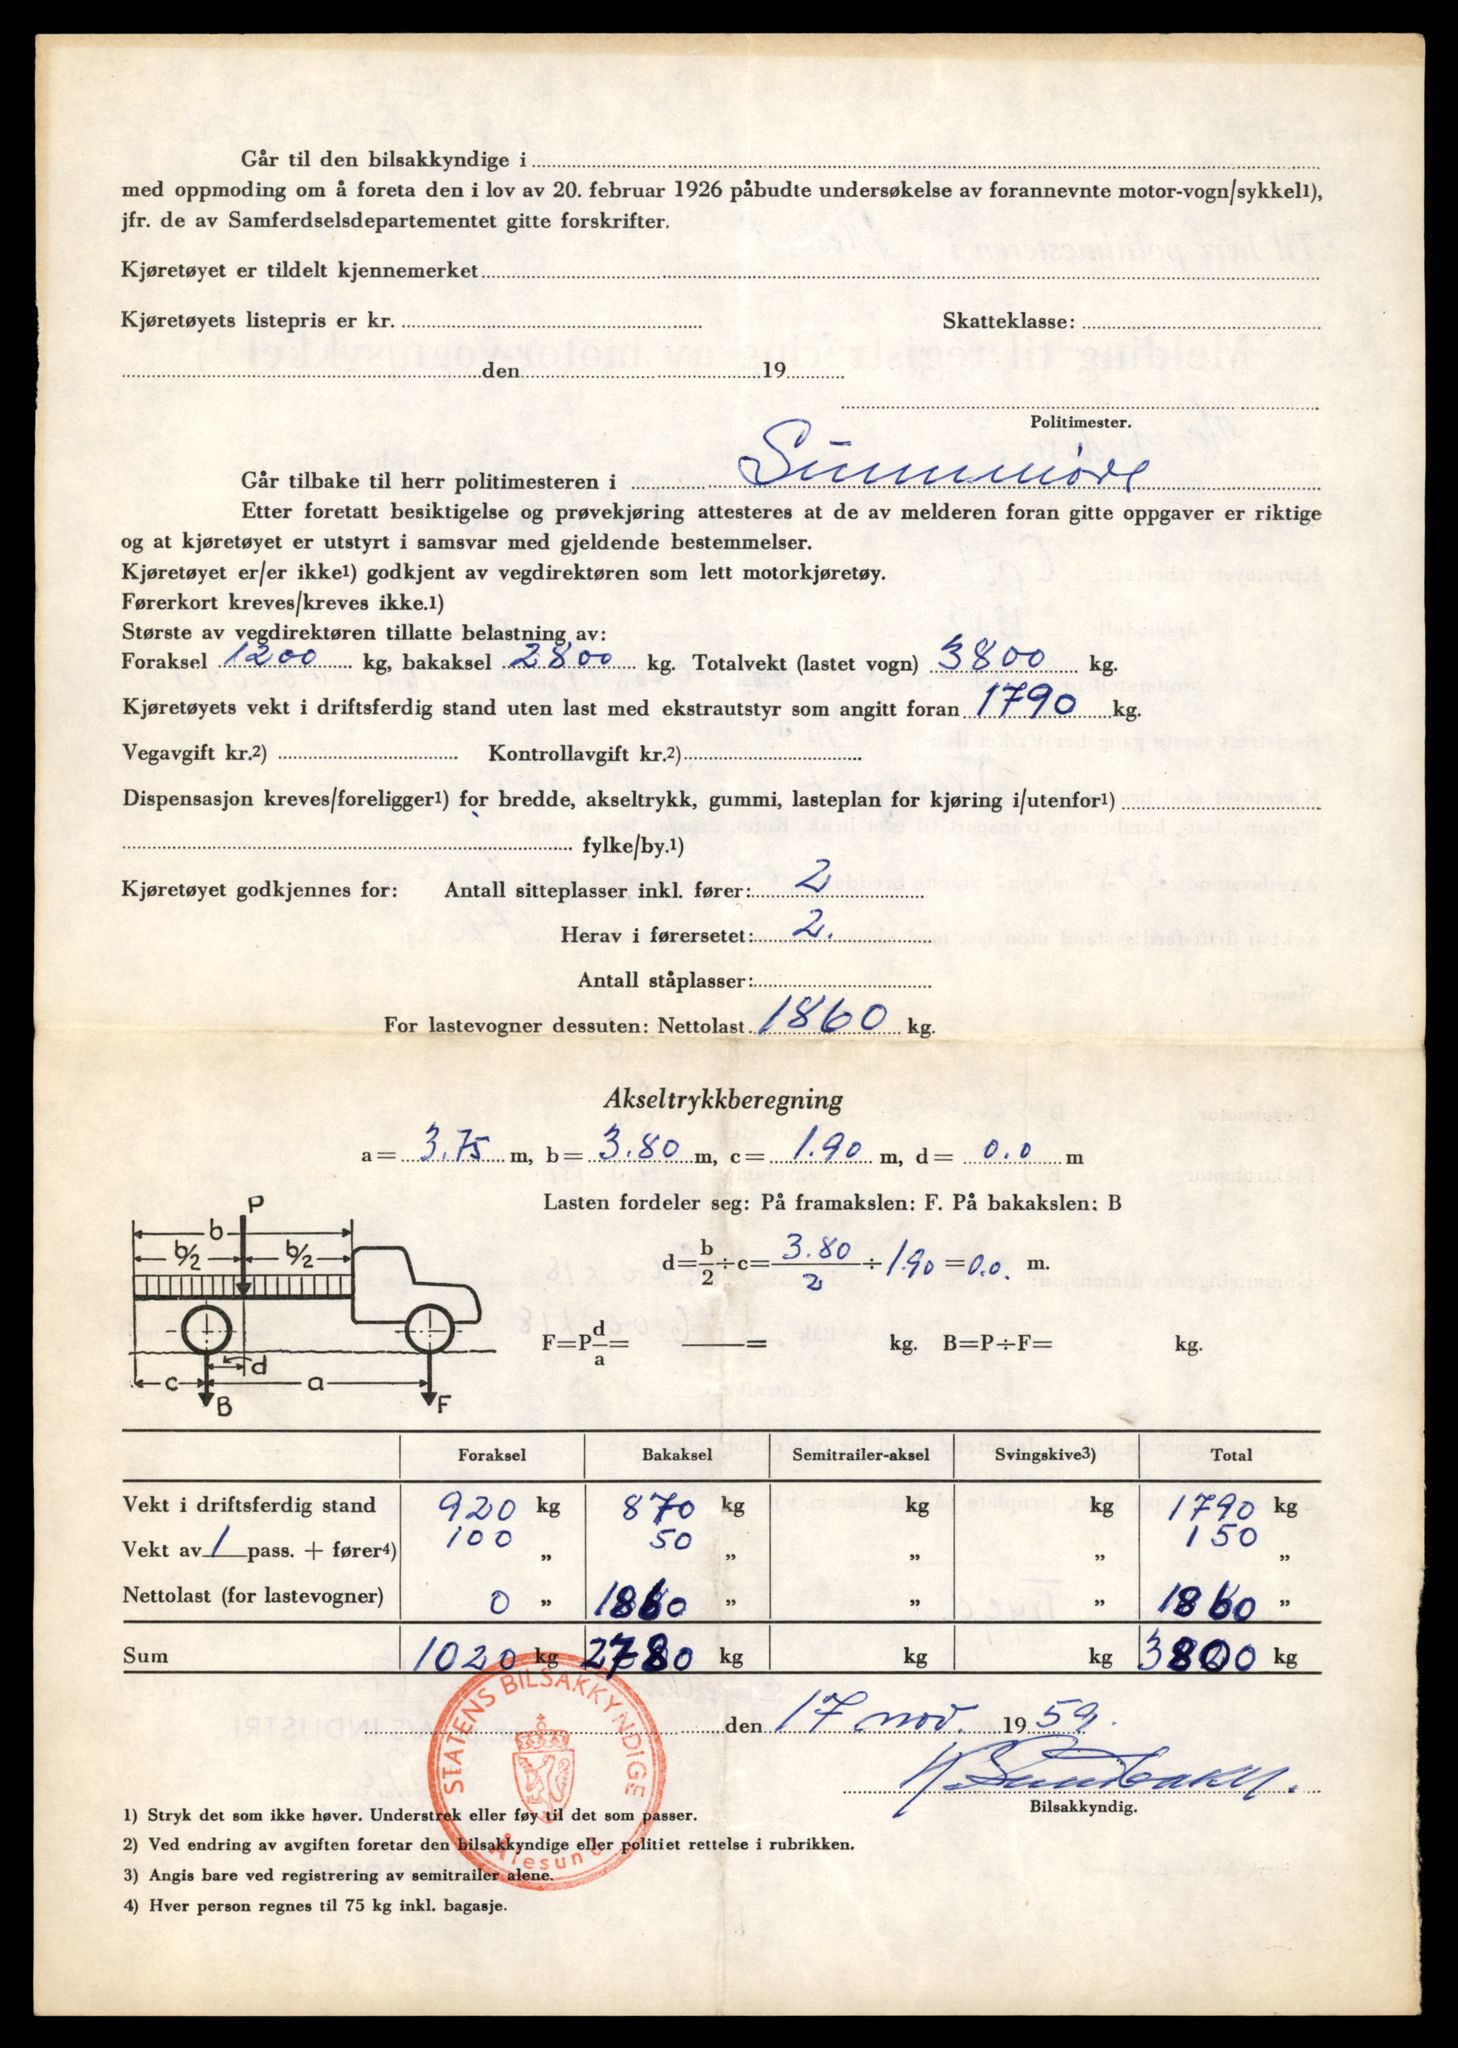 Går til den bilsakkyndige i
med oppmoding om å foreta den i lov av 20. februar 1926 påbudte undersøkelse av forannevnte motor-vogn/sykkel1),
jfr. de av Samferdselsdepartementet gitte forskrifter.
Kjøretøyet er tildelt kjennemerket
Kjøretøyets listepris er kr. Skatteklasse:
den 19
Politimester.
Går tilbake til herr politimesteren i Sunnmøre
Etter foretatt besiktigelse og prøvekjøring attesteres at de av melderen foran gitte oppgaver er riktige
og at kjøretøyet er utstyrt i samsvar med gjeldende bestemmelser.
Kjøretøyet er/er ikke1) godkjent av vegdirektøren som lett motorkjøretøy.
Førerkort kreves/kreves ikke.1)
Største av vegdirektøren tillatte belastning av:
Foraksel 1200 kg, bakaksel 2800 kg. Totalvekt (lastet vogn) 3800 kg.
Kjøretøyets vekt i driftsferdig stand uten last med ekstrautstyr som angitt foran 1790 kg.
Vegavgift kr.2) Kontrollavgift kr.2)
Dispensasjon kreves/foreligger1) for bredde, akseltrykk, gummi, lasteplan for kjøring i/utenfor1)
fylke/by.1)
Kjøretøyet godkjennes for: Antall sitteplasser inkl. fører: 2
Herav i førersetet: 2.
Antall ståplasser:
For lastevogner dessuten: Nettolast 1860 kg.
Akseltrykkberegning
a= 3.75 m, b= 3.80 m, c= 1.90 m, d= 0.0 m
Lasten fordeler seg: På framakslen: F. På bakakslen: B
P
b
b/2 b/2
d= b/2 ÷ c= 3.80/2 ÷ 1.90 = 0.0. m.
F=P d/a = = kg. B=P÷F= kg.
d
c a
B F
Foraksel Bakaksel Semitrailer-aksel Svingskive3) Total
Vekt i driftsferdig stand 920 kg 870 kg kg kg 1790 kg
Vekt av 1 pass. + fører4) 100 „ 50 „ „ „ 150 „
Nettolast (for lastevogner) 0 „ 1860 „ „ „ 1860 „
Sum 1020 kg 2780 kg kg kg 3800 kg
den 17 nov. 1959.
Bilsakkyndig.
STATENS BILSAKKYNDIGE
Ålesund
1) Stryk det som ikke høver. Understrek eller føy til det som passer.
2) Ved endring av avgiften foretar den bilsakkyndige eller politiet rettelse i rubrikken.
3) Angis bare ved registrering av semitrailer alene.
4) Hver person regnes til 75 kg inkl. bagasje.